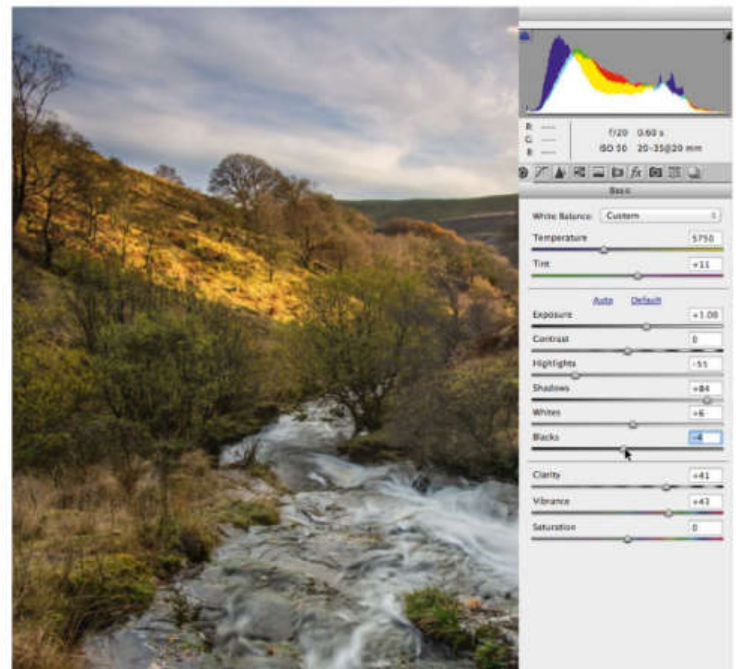 R: ---
G: ---
B: ---
f/20 0.60 s
ISO 50 20-35@20 mm
fx
Basic
White Balance: Custom
Temperature 5750
Tint +11
Auto Default
Exposure +1.00
Contrast 0
Highlights -55
Shadows +84
Whites +6
Blacks -4
Clarity +41
Vibrance +43
Saturation 0